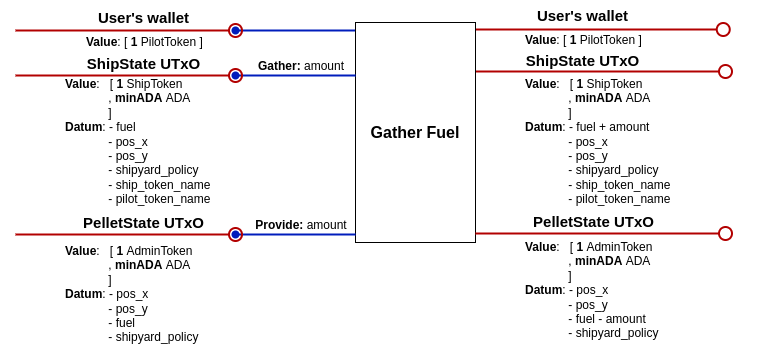 User's wallet
Value: [ 1 PilotToken ]
ShipState UTxO
Gather: amount
Value: [ 1 ShipToken
, minADA ADA
]
Datum: - fuel
- pos_x
- pos_y
- shipyard_policy
- ship_token_name
- pilot_token_name
PelletState UTxO
Provide: amount
Value: [ 1 AdminToken
, minADA ADA
]
Datum: - pos_x
- pos_y
- fuel
- shipyard_policy
Gather Fuel
User's wallet
Value: [ 1 PilotToken ]
ShipState UTxO
Value: [ 1 ShipToken
, minADA ADA
]
Datum: - fuel + amount
- pos_x
- pos_y
- shipyard_policy
- ship_token_name
- pilot_token_name
PelletState UTxO
Value: [ 1 AdminToken
, minADA ADA
]
Datum: - pos_x
- pos_y
- fuel - amount
- shipyard_policy